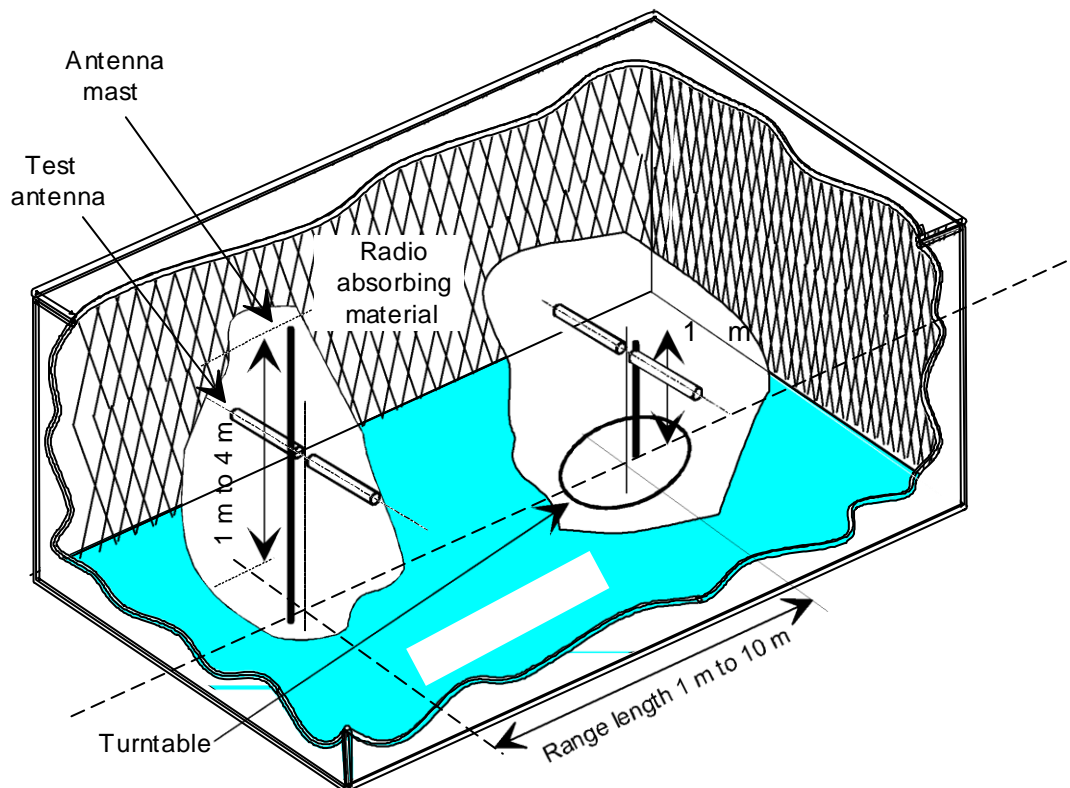 Antenna
mast
Test
antenna
Radio
absorbing
material
1 m
1 m to 4 m
Range length 1 m to 10 m
Turntable